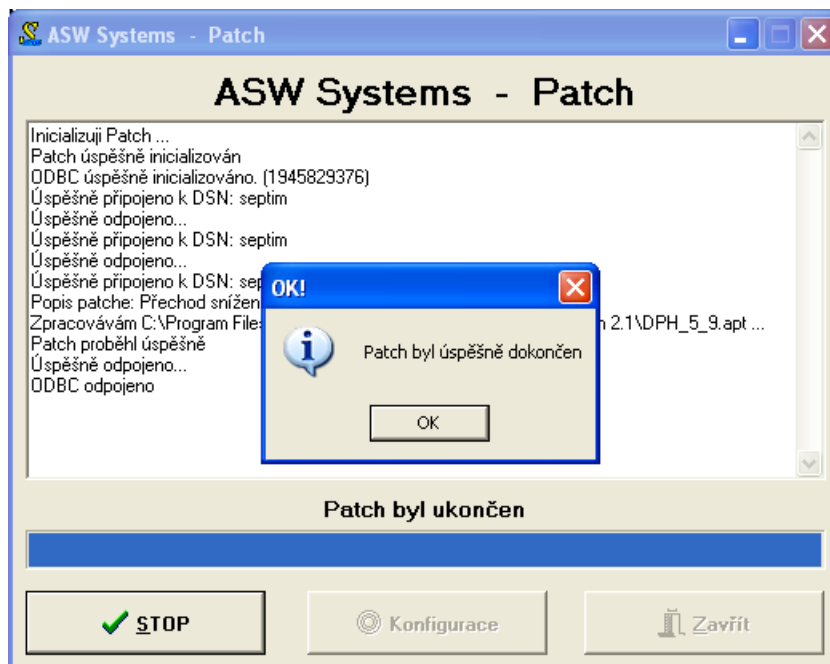 ASW Systems - Patch
ASW Systems - Patch
Inicializuji Patch ...
Patch úspěšně inicializován
ODBC úspěšně inicializováno. (1945829376)
Úspěšně připojeno k DSN: septim
Úspěšně odpojeno...
Úspěšně připojeno k DSN: septim
Úspěšně odpojeno...
Úspěšně připojeno k DSN:
Popis patche: Přechod
Zpracovávám C:\Program 2.1\DPH_5_9.apt ...
Patch proběhl úspěšně
Úspěšně odpojeno...
ODBC odpojeno
OK!
Patch byl úspěšně dokončen
OK
Patch byl ukončen
STOP
Konfigurace
Zavřít